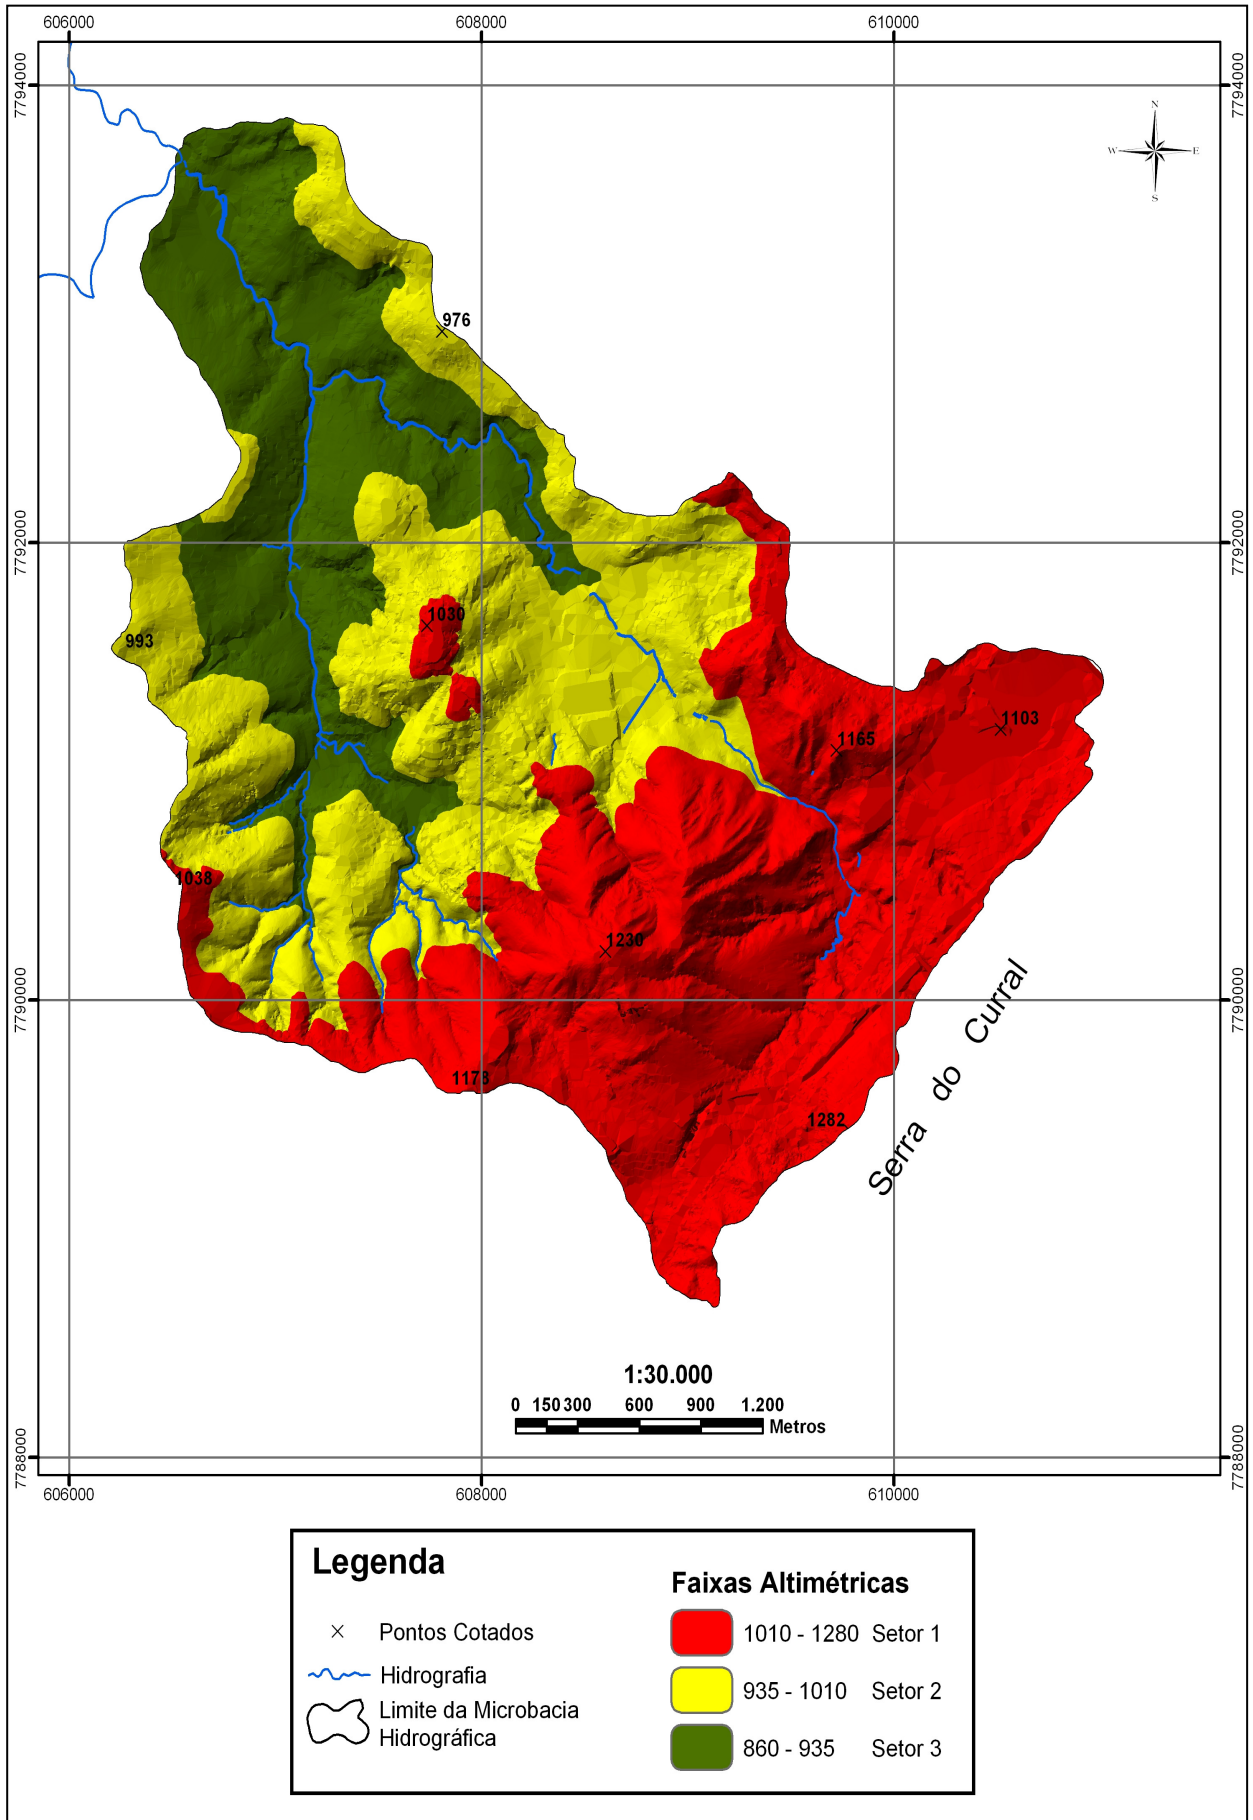 606000
608000
610000
7794000
7794000
N
W
E
S
976
7792000
7792000
1030
993
1103
1165
1038
1230
7790000
7790000
Serra do Curral
1178
1282
1:30.000
0 150 300 600 900 1.200
Metros
7788000
7788000
606000
608000
610000
Legenda
Faixas Altimétricas
Pontos Cotados
1010 - 1280 Setor 1
Hidrografia
935 - 1010 Setor 2
Limite da Microbacia
Hidrográfica
860 - 935 Setor 3